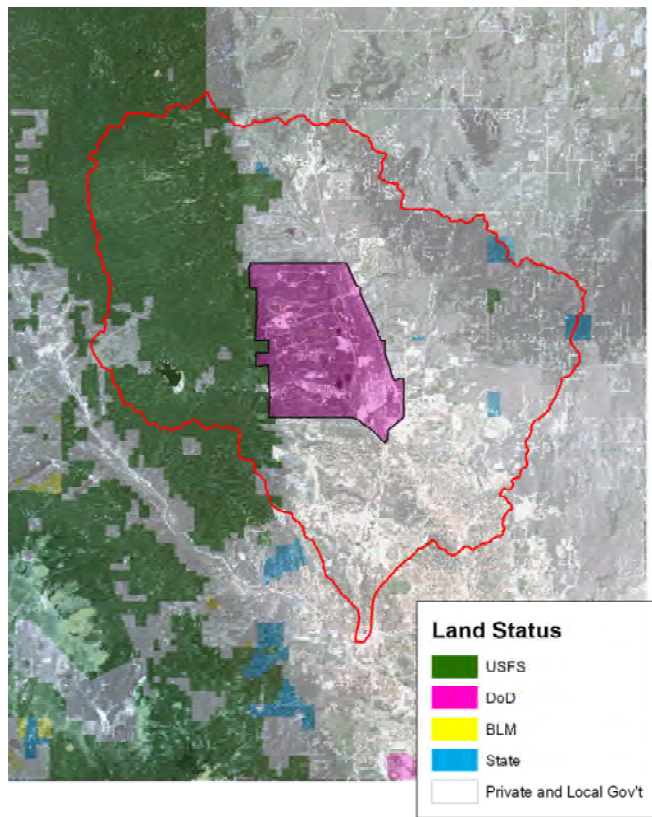 Land Status
USFS
DoD
BLM
State
Private and Local Gov't